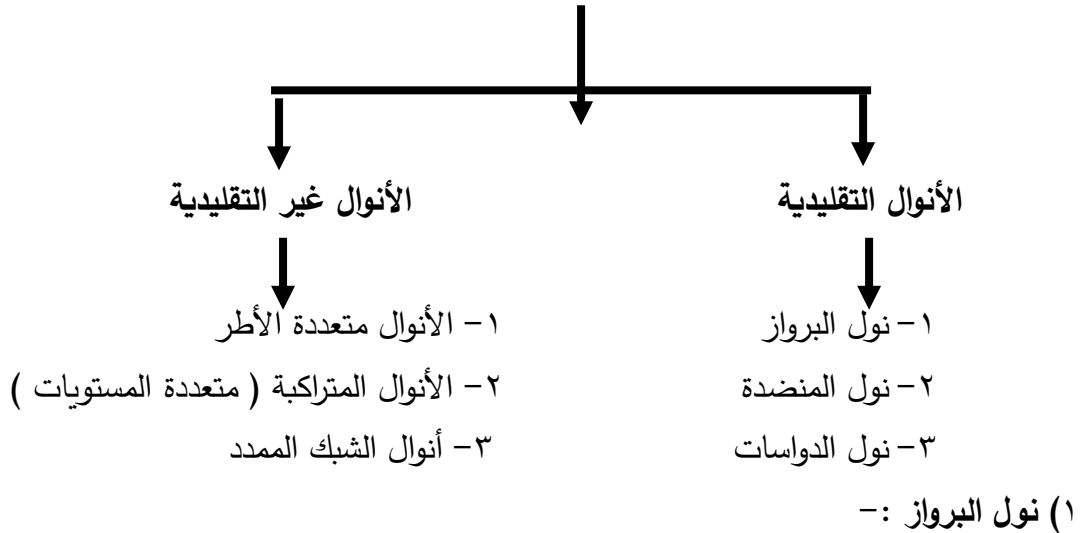 الأنوال التقليدية
الأنوال غير التقليدية
١- نول البرواز
٢- نول المنضدة
٣- نول الدواسات
١- الأنوال متعددة الأطر
٢- الأنوال المتراكبة ( متعددة المستويات )
٣- أنوال الشبك الممدد
١) نول البرواز :-